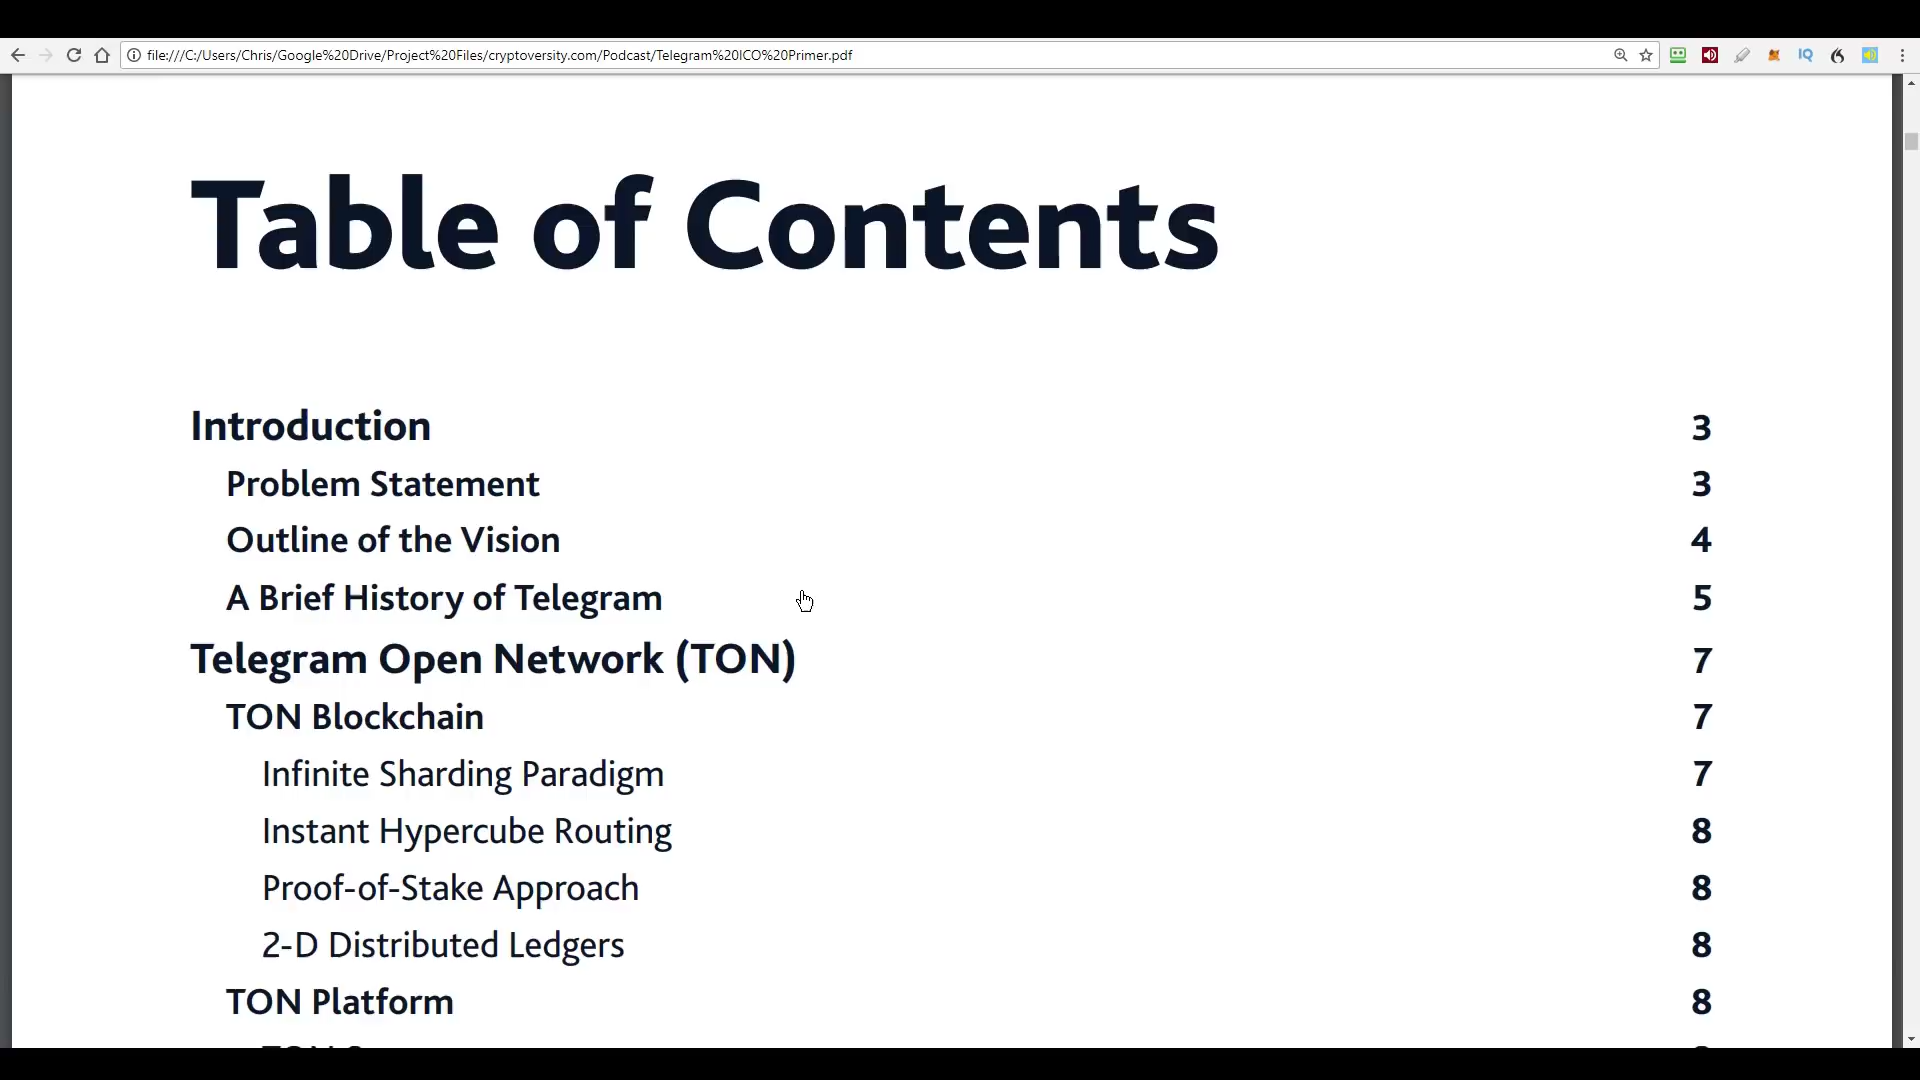 file:///C:/Users/Chris/Google%20Drive/Project%20Files/cryptoversity.com/Podcast/Telegram%20ICO%20Primer.pdf
IQ
Table of Contents
Introduction 3
Problem Statement 3
Outline of the Vision 4
A Brief History of Telegram 5
Telegram Open Network (TON) 7
TON Blockchain 7
Infinite Sharding Paradigm 7
Instant Hypercube Routing 8
Proof-of-Stake Approach 8
2-D Distributed Ledgers 8
TON Platform 8